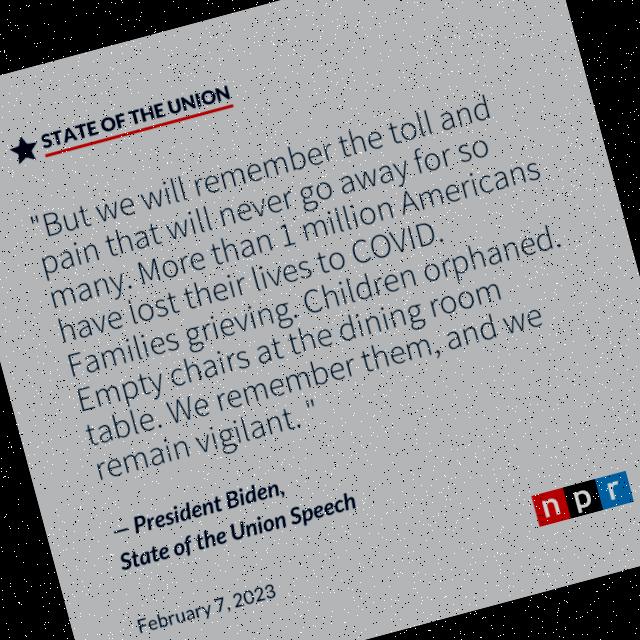 STATE OF THE UNION
"But we will remember the toll and
pain that will never go away for so
many. More than 1 million Americans
have lost their lives to COVID.
Families grieving. Children orphaned.
Empty chairs at the dining room
table. We remember them, and we
remain vigilant. "
— President Biden,
State of the Union Speech
February 7, 2023
npr